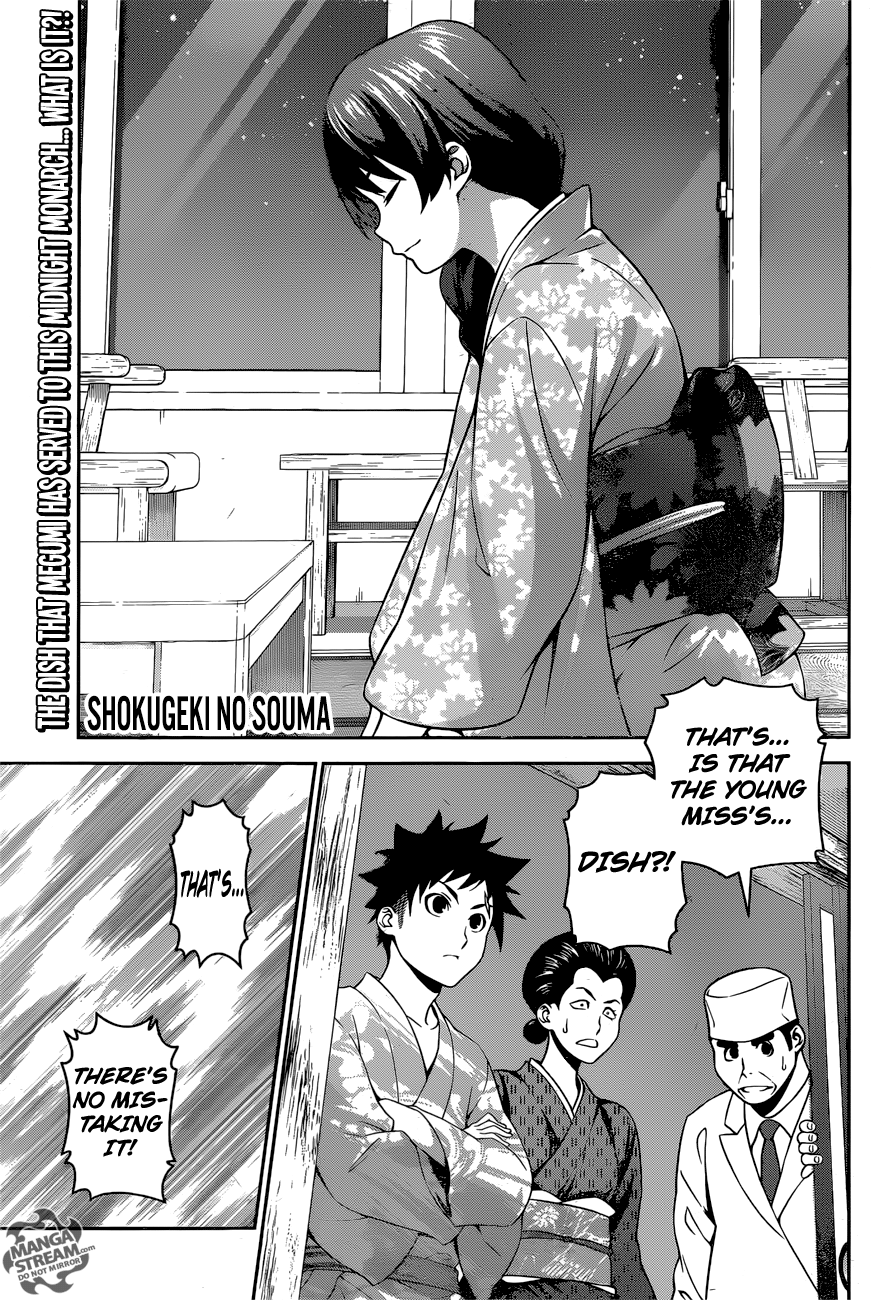 THE DISH THAT MEGUMI HAS SERVED TO THIS MIDNIGHT MONARCH... WHAT IS IT?!
SHOKUGEKI NO SOUMA
THAT'S...
IS THAT
THE YOUNG
MISS'S...
DISH?!
THAT'S...
THERE'S
NO MIS-
TAKING
IT!
MANGA
STREAM.com
DO NOT MIRROR!